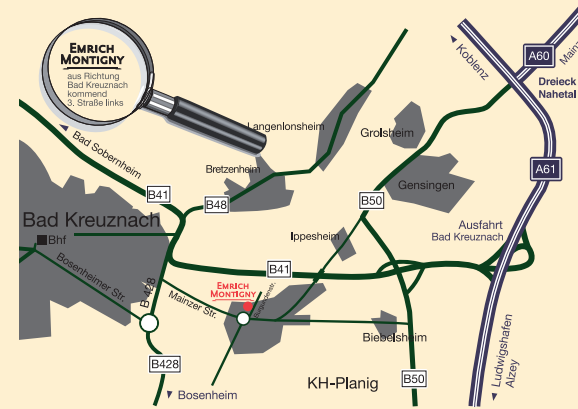 EMRICH
MONTIGNY
aus Richtung
Bad Kreuznach
kommend
3. Straße links
Koblenz
A60
Mainz
Dreieck
Nahetal
A61
Langenlonsheim
Grolsheim
Bad Sobernheim
Bretzenheim
Gensingen
B41
B48
B50
Bad Kreuznach
Bhf
Ippesheim
Ausfahrt
Bad Kreuznach
B41
Bosenheimer Str.
B 428
Mainzer Str.
EMRICH
MONTIGNY
Biebelsheim
B428
Bosenheim
KH-Planig
B50
Ludwigshafen
Alzey